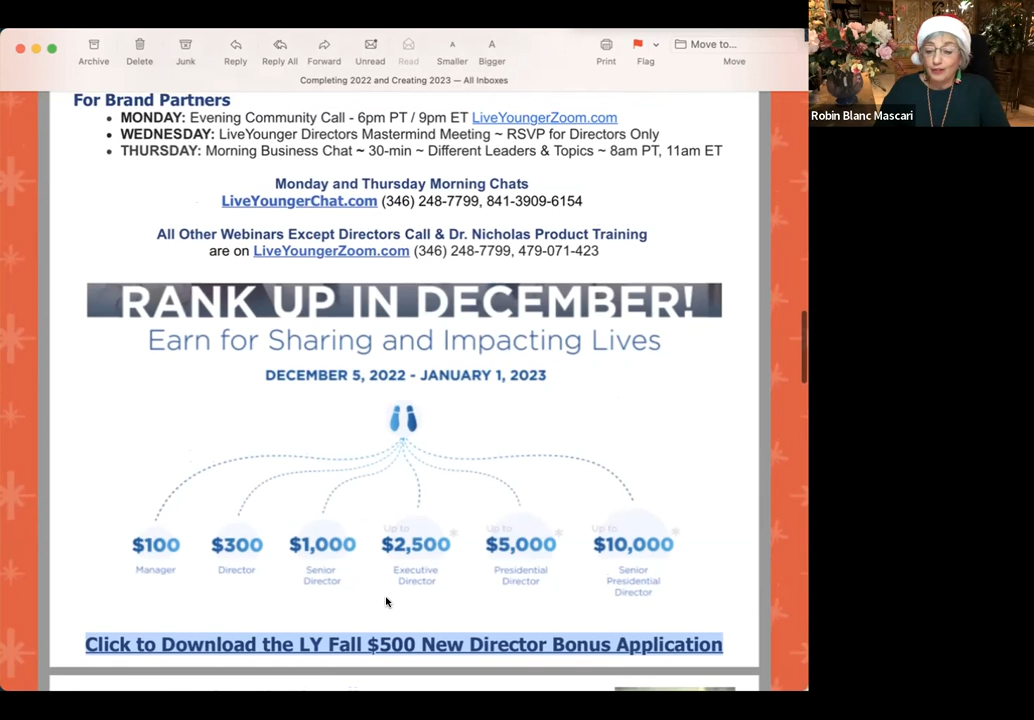 Archive
Delete
Junk
Reply
Reply All
Forward
Unread
Read
A
Smaller
A
Bigger
Print
Flag
Move to...
Move
Completing 2022 and Creating 2023 — All Inboxes
Robin Blanc Mascari
For Brand Partners
• MONDAY: Evening Community Call - 6pm PT / 9pm ET LiveYoungerZoom.com
• WEDNESDAY: LiveYounger Directors Mastermind Meeting ~ RSVP for Directors Only
• THURSDAY: Morning Business Chat ~ 30-min ~ Different Leaders & Topics ~ 8am PT, 11am ET
Monday and Thursday Morning Chats
LiveYoungerChat.com (346) 248-7799, 841-3909-6154
All Other Webinars Except Directors Call & Dr. Nicholas Product Training
are on LiveYoungerZoom.com (346) 248-7799, 479-071-423
RANK UP IN DECEMBER!
Earn for Sharing and Impacting Lives
DECEMBER 5, 2022 - JANUARY 1, 2023
$100
Manager
$300
Director
$1,000
Senior
Director
Up to
$2,500*
Executive
Director
Up to
$5,000*
Presidential
Director
Up to
$10,000*
Senior
Presidential
Director
Click to Download the LY Fall $500 New Director Bonus Application